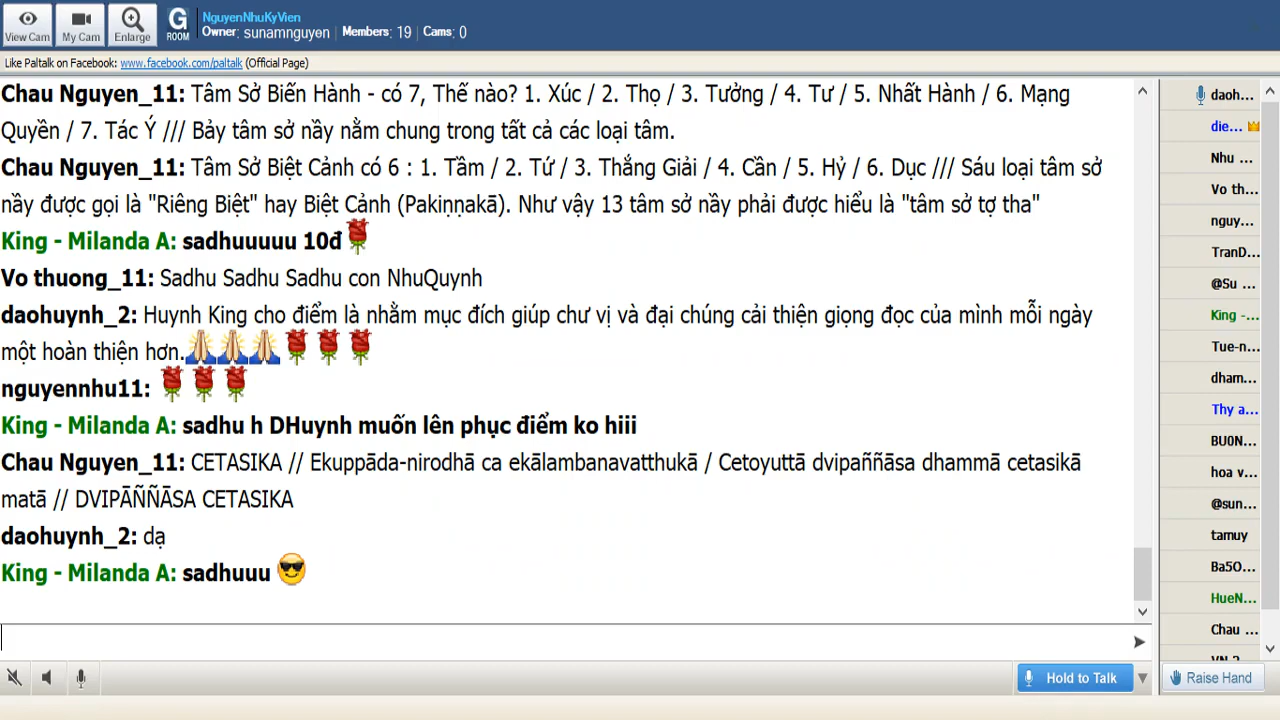 View Cam
My Cam
Enlarge
G
ROOM
NguyenNhuKyVien
Owner: sunamnguyen | Members: 19 | Cams: 0
Like Paltalk on Facebook: www.facebook.com/paltalk (Official Page)
Chau Nguyen_11: Tâm Sở Biến Hành - có 7, Thế nào? 1. Xúc / 2. Thọ / 3. Tưởng / 4. Tư / 5. Nhất Hành / 6. Mạng
Quyền / 7. Tác Ý /// Bảy tâm sở nầy nằm chung trong tất cả các loại tâm.
Chau Nguyen_11: Tâm Sở Biệt Cảnh có 6 : 1. Tầm / 2. Tứ / 3. Thắng Giải / 4. Cần / 5. Hỷ / 6. Dục /// Sáu loại tâm sở
nầy được gọi là "Riêng Biệt" hay Biệt Cảnh (Pakiṇṇakā). Như vậy 13 tâm sở nầy phải được hiểu là "tâm sở tợ tha"
King - Milanda A: sadhuuuuu 10đ
Vo thuong_11: Sadhu Sadhu Sadhu con NhuQuynh
daohuynh_2: Huynh King cho điểm là nhằm mục đích giúp chư vị và đại chúng cải thiện giọng đọc của mình mỗi ngày
một hoàn thiện hơn.
nguyennhu11:
King - Milanda A: sadhu h DHuynh muốn lên phục điểm ko hiii
Chau Nguyen_11: CETASIKA // Ekuppāda-nirodhā ca ekālambanavatthukā / Cetoyuttā dvipaññāsa dhammā cetasikā
matā // DVIPĀÑÑĀSA CETASIKA
daohuynh_2: dạ
King - Milanda A: sadhuuu
daoh...
die...
Nhu ...
Vo th...
nguy...
TranD...
@Su ...
King -...
Tue-n...
dham...
Thy a...
BU0N...
hoa v...
@sun...
tamuy
Ba5O...
HueN...
Chau ...
Hold to Talk
Raise Hand